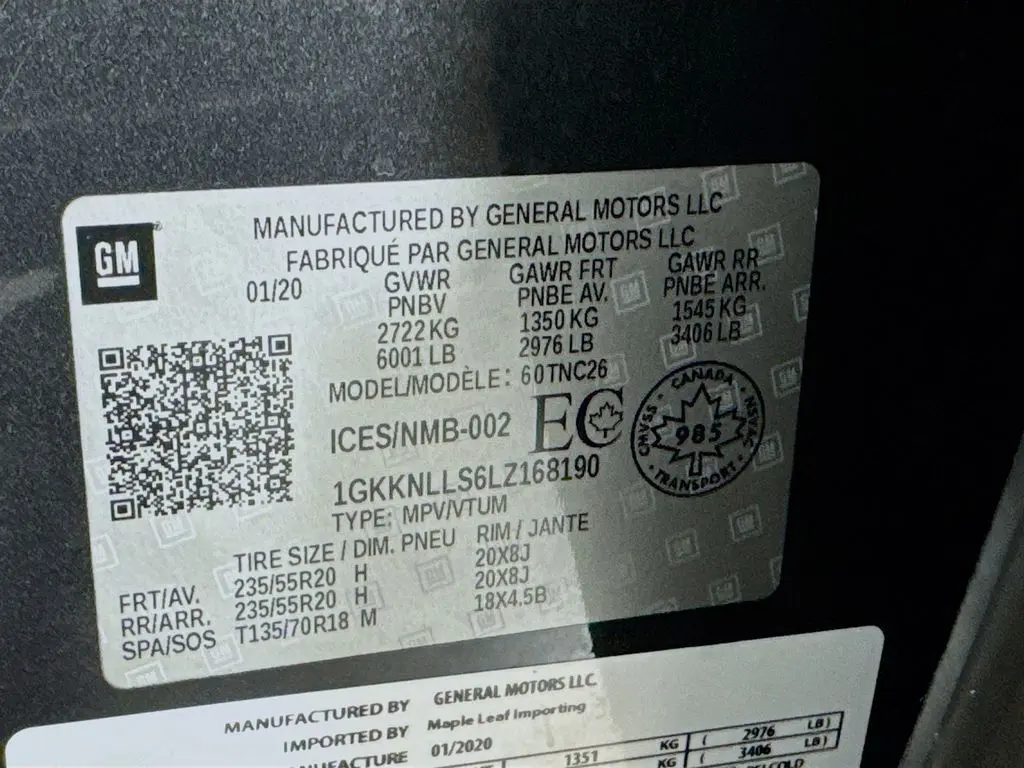 GM
MANUFACTURED BY GENERAL MOTORS LLC
FABRIQUÉ PAR GENERAL MOTORS LLC
01/20 GVWR GAWR FRT GAWR RR
PNBV PNBE AV. PNBE ARR.
2722 KG 1350 KG 1545 KG
6001 LB 2976 LB 3406 LB
MODEL/MODÈLE: 60TNC26
ICES/NMB-002 EC
CANADA
985
TRANSPORT
1GKKNLLS6LZ168190
TYPE: MPV/VTUM
TIRE SIZE / DIM. PNEU RIM / JANTE
FRT/AV. 235/55R20 H 20X8J
RR/ARR. 235/55R20 H 20X8J
SPA/SOS T135/70R18 M 18X4.5B
MANUFACTURED BY GENERAL MOTORS LLC
IMPORTED BY Maple Leaf Importing
01/2020
1351 KG ( 2976 LB)
KG ( 3406 LB)